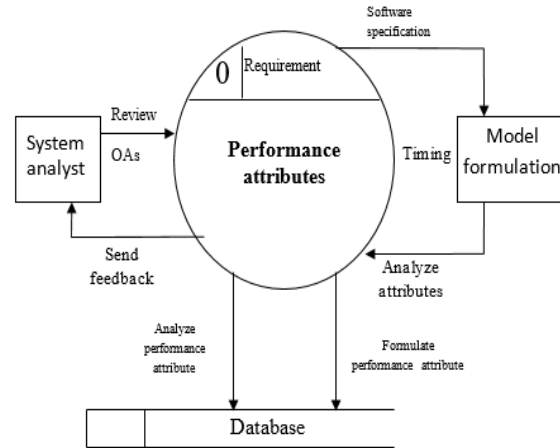 Software
specification
0
Requirement
Review
OAs
System
analyst
Performance
attributes
Timing
Model
formulation
Send
feedback
Analyze
attributes
Analyze
performance
attribute
Formulate
performance attribute
Database